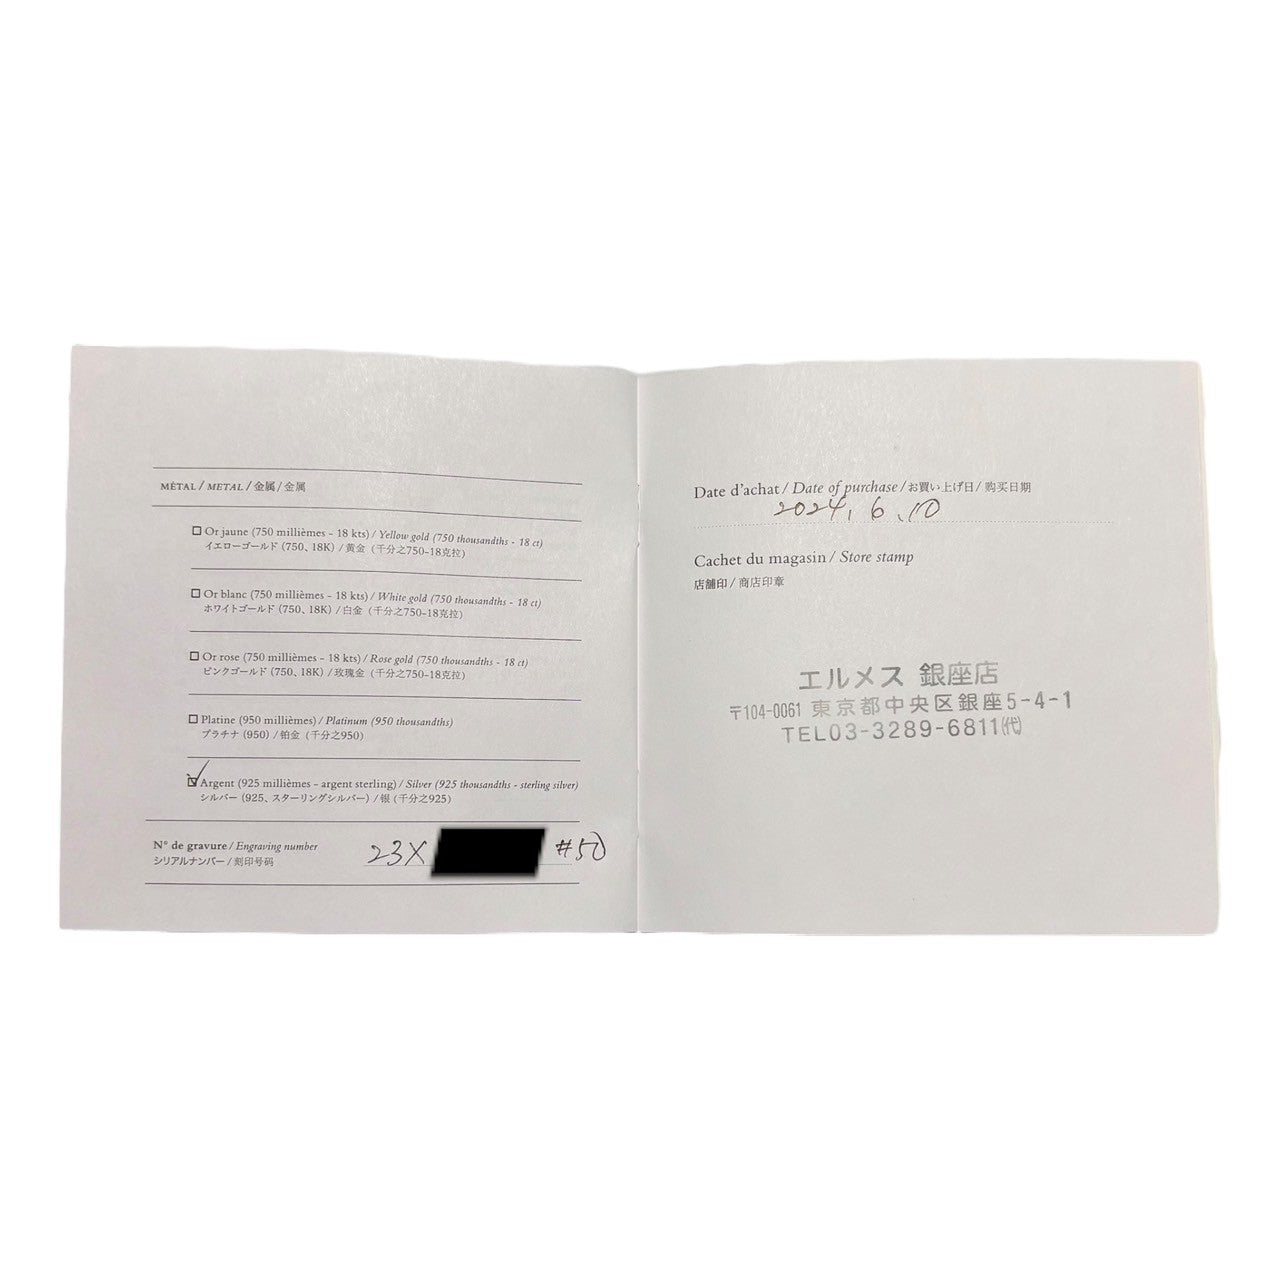 MÉTAL / METAL / 金属 / 金属
Or jaune (750 millièmes - 18 kts) / Yellow gold (750 thousandths - 18 ct)
イエローゴールド (750、18K) / 黄金 (千分之750-18克拉)
Or blanc (750 millièmes - 18 kts) / White gold (750 thousandths - 18 ct)
ホワイトゴールド (750、18K) / 白金 (千分之750-18克拉)
Or rose (750 millièmes - 18 kts) / Rose gold (750 thousandths - 18 ct)
ピンクゴールド (750、18K) / 玫瑰金 (千分之750-18克拉)
Platine (950 millièmes) / Platinum (950 thousandths)
プラチナ (950) / 铂金 (千分之950)
Argent (925 millièmes - argent sterling) / Silver (925 thousandths - sterling silver)
シルバー (925、スターリングシルバー) / 银 (千分之925)
N° de gravure / Engraving number
シリアルナンバー / 刻印号码
23X #50
Date d'achat / Date of purchase / お買い上げ日 / 购买日期
2024, 6, 10
Cachet du magasin / Store stamp
店舗印 / 商店印章
エルメス 銀座店
〒104-0061 東京都中央区銀座5-4-1
TEL03-3289-6811㈹